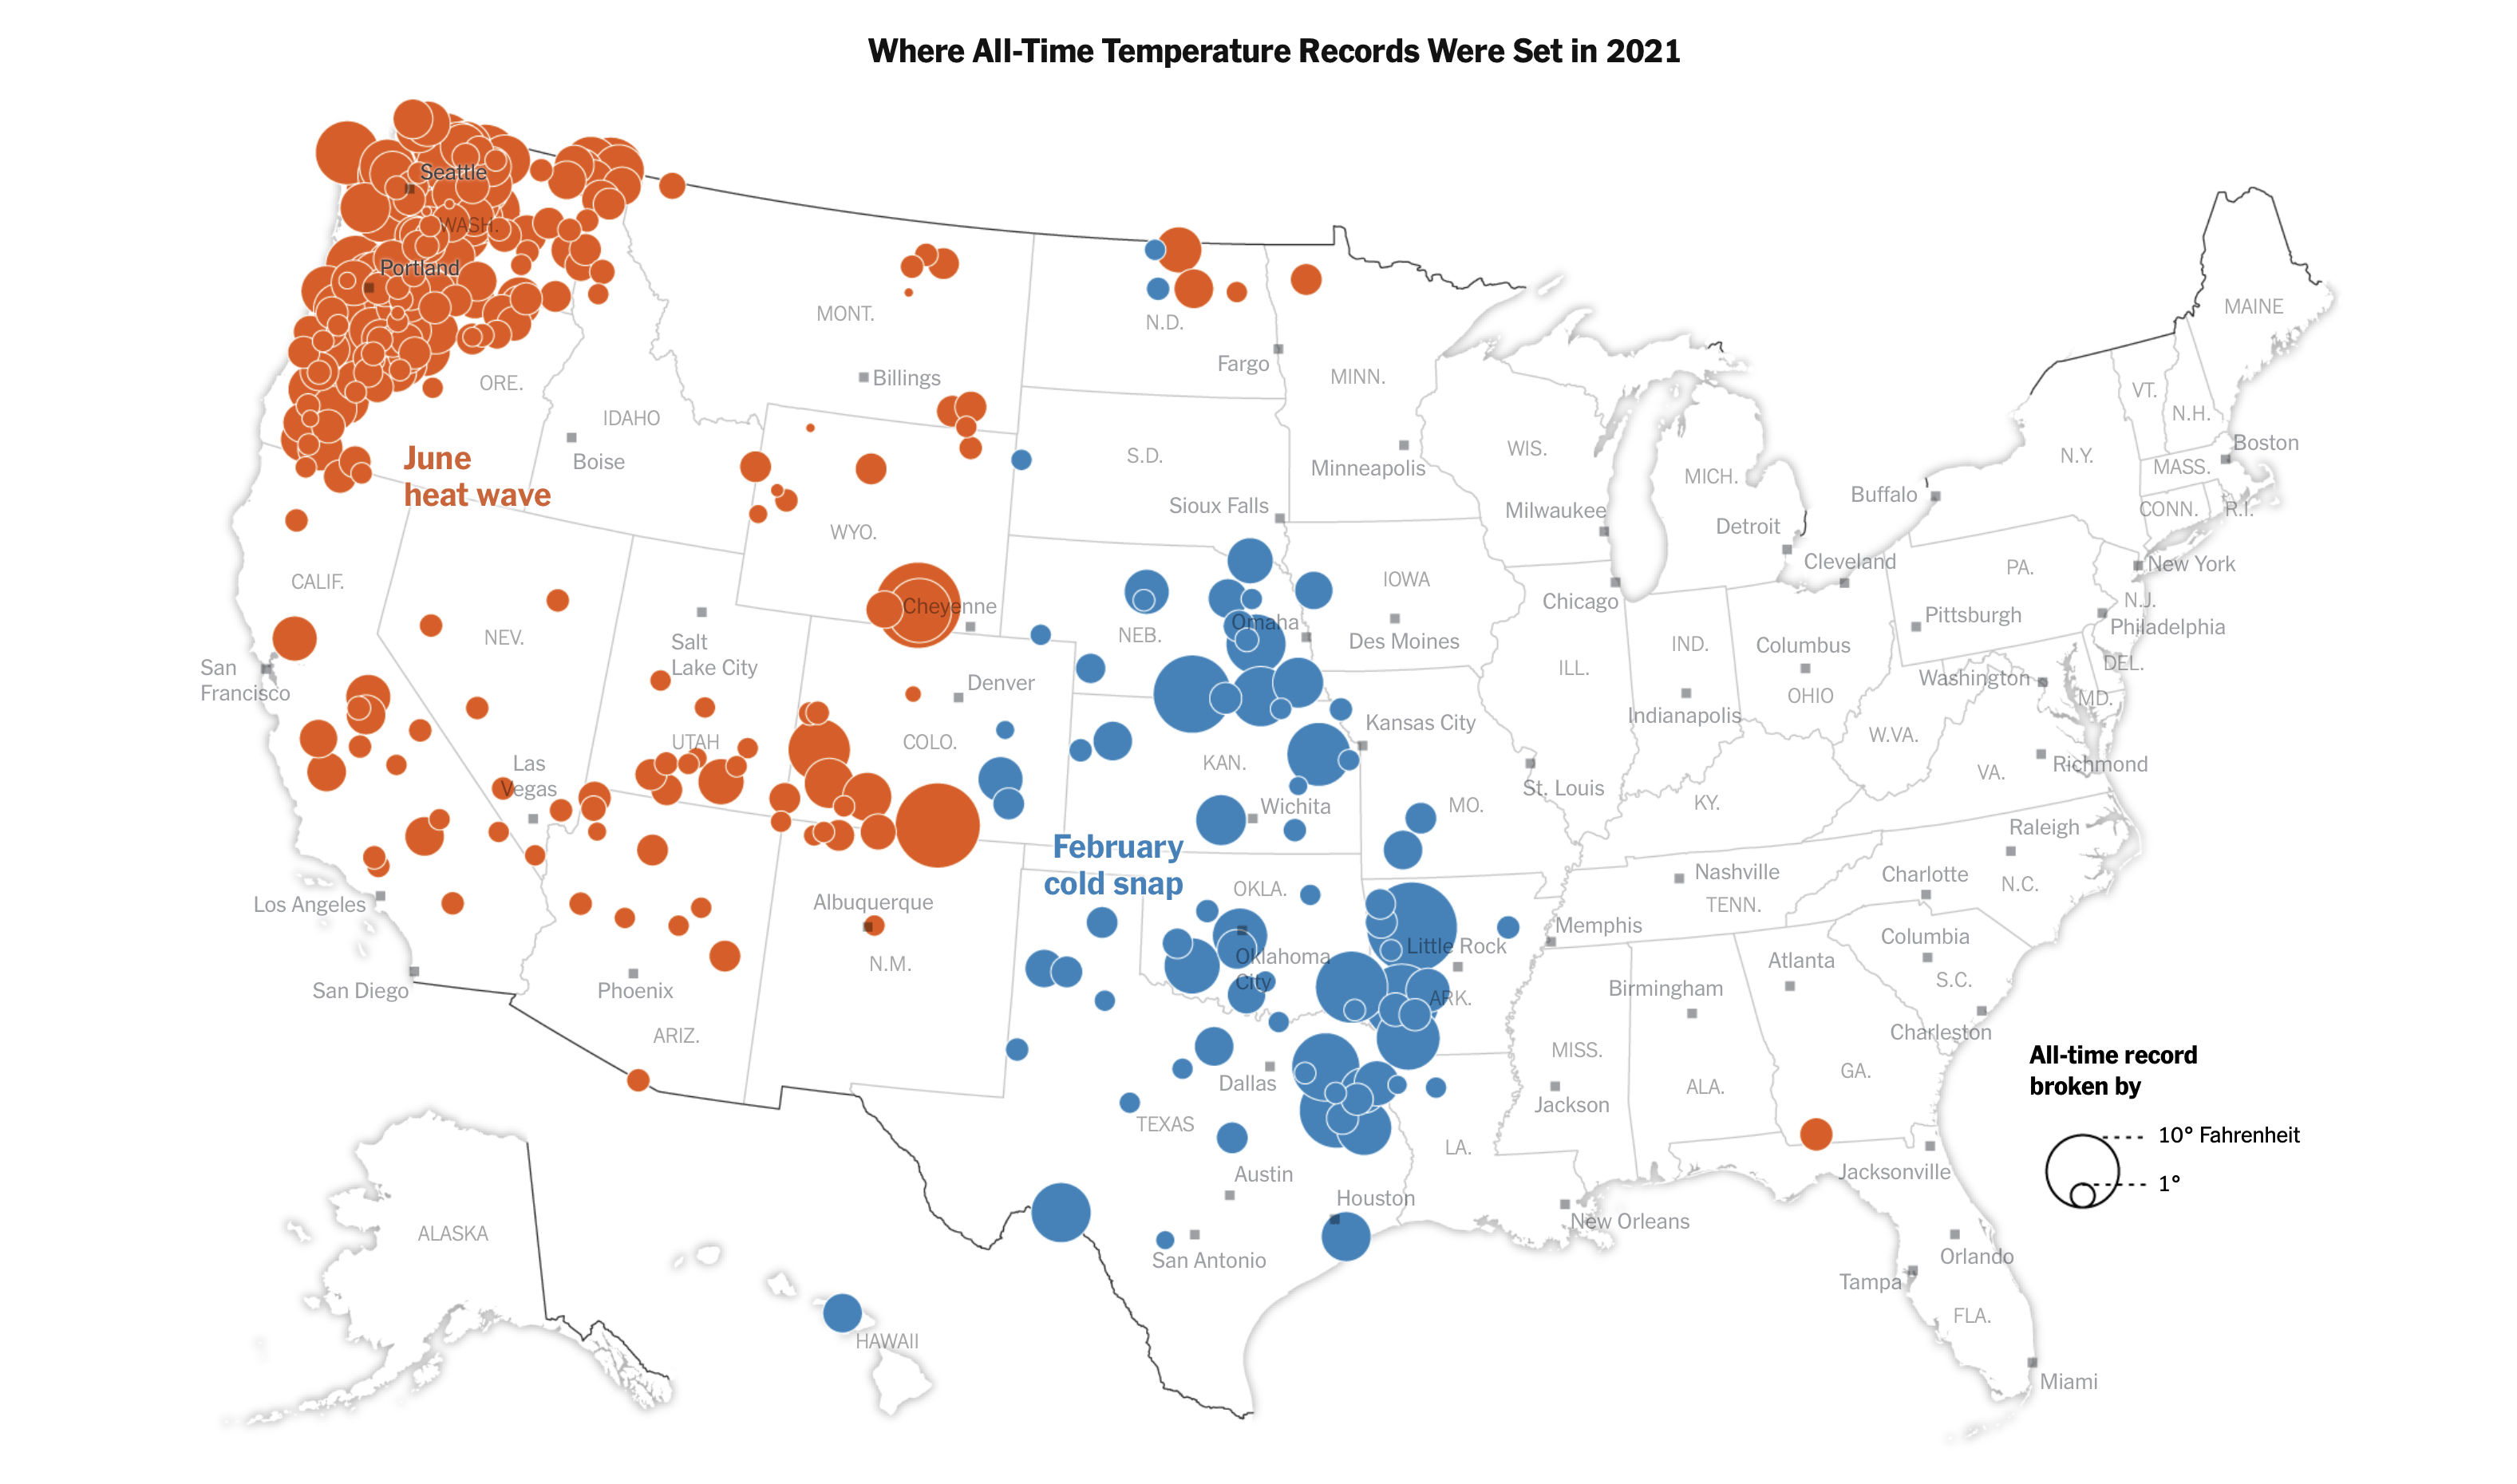 Where All-Time Temperature Records Were Set in 2021
Seattle
WASH.
Portland
MAINE
MONT.
N.D.
Fargo
MINN.
Billings
ORE.
IDAHO
VT.
N.H.
Boston
Boise
June
heat wave
S.D.
Minneapolis
WIS.
MICH.
N.Y.
MASS.
Buffalo
Sioux Falls
Milwaukee
Detroit
CONN.
R.I.
WYO.
Cleveland
New York
CALIF.
IOWA
PA.
Chicago
N.J.
Cheyenne
Omaha
NEB.
NEV.
Salt
Lake City
Des Moines
Pittsburgh
Philadelphia
IND.
Columbus
San
Francisco
ILL.
DEL.
Washington
Denver
OHIO
MD.
Indianapolis
Kansas City
W.VA.
UTAH
COLO.
KAN.
Las
Vegas
St. Louis
VA.
Richmond
Wichita
MO.
KY.
Raleigh
February
cold snap
Nashville
Charlotte
N.C.
OKLA.
Los Angeles
Albuquerque
TENN.
Memphis
Columbia
Little Rock
Oklahoma
City
N.M.
Atlanta
S.C.
San Diego
Phoenix
ARK.
Birmingham
Charleston
ARIZ.
MISS.
All-time record
broken by
Dallas
ALA.
GA.
Jackson
TEXAS
10° Fahrenheit
LA.
Austin
Jacksonville
1°
Houston
New Orleans
ALASKA
San Antonio
Orlando
Tampa
FLA.
HAWAII
Miami